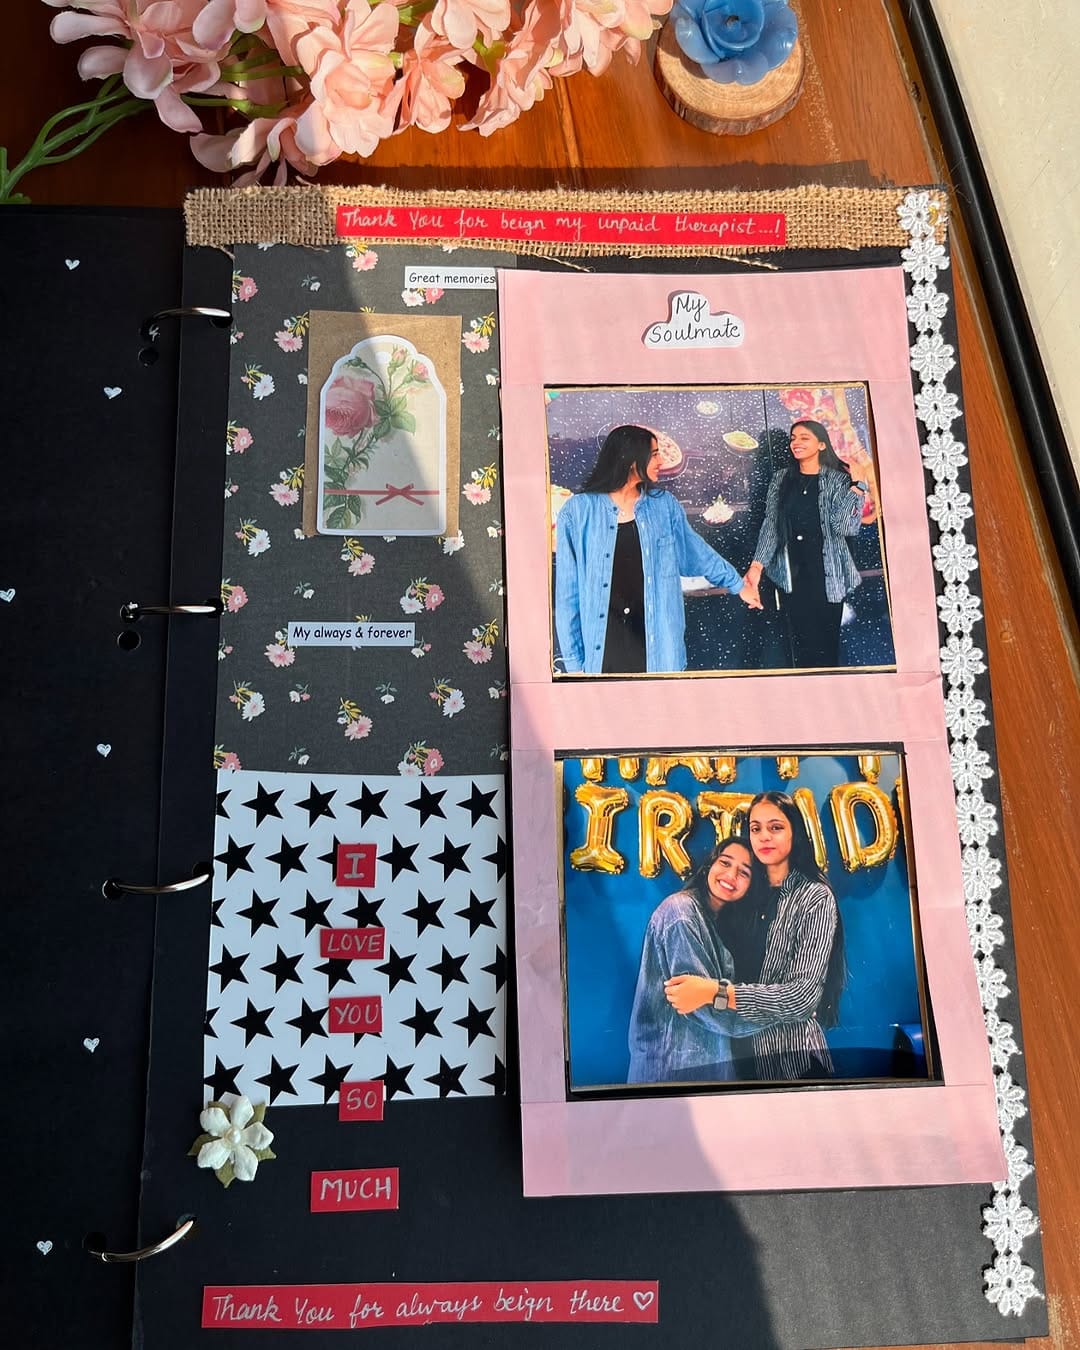 Thank You for beign my unpaid therapist...!
Great memories
My
Soulmate
My always & forever
I
LOVE
YOU
SO
MUCH
IRTHD
Thank You for always beign there ♡